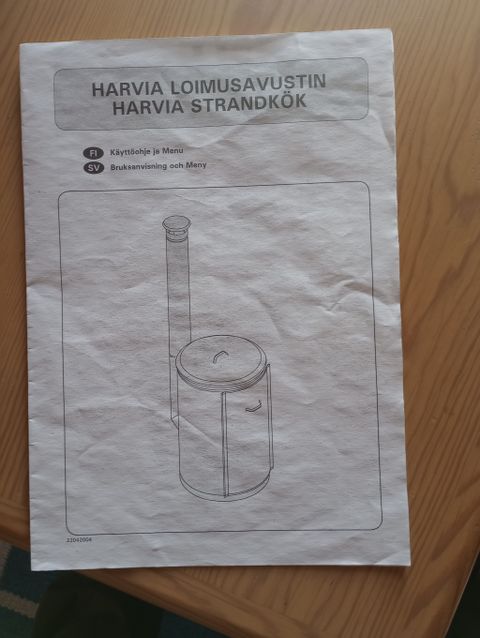 HARVIA LOIMUSAVUSTIN
HARVIA STRANDKÖK
FI Käyttöohje ja Menu
SV Bruksanvisning och Meny
22042004